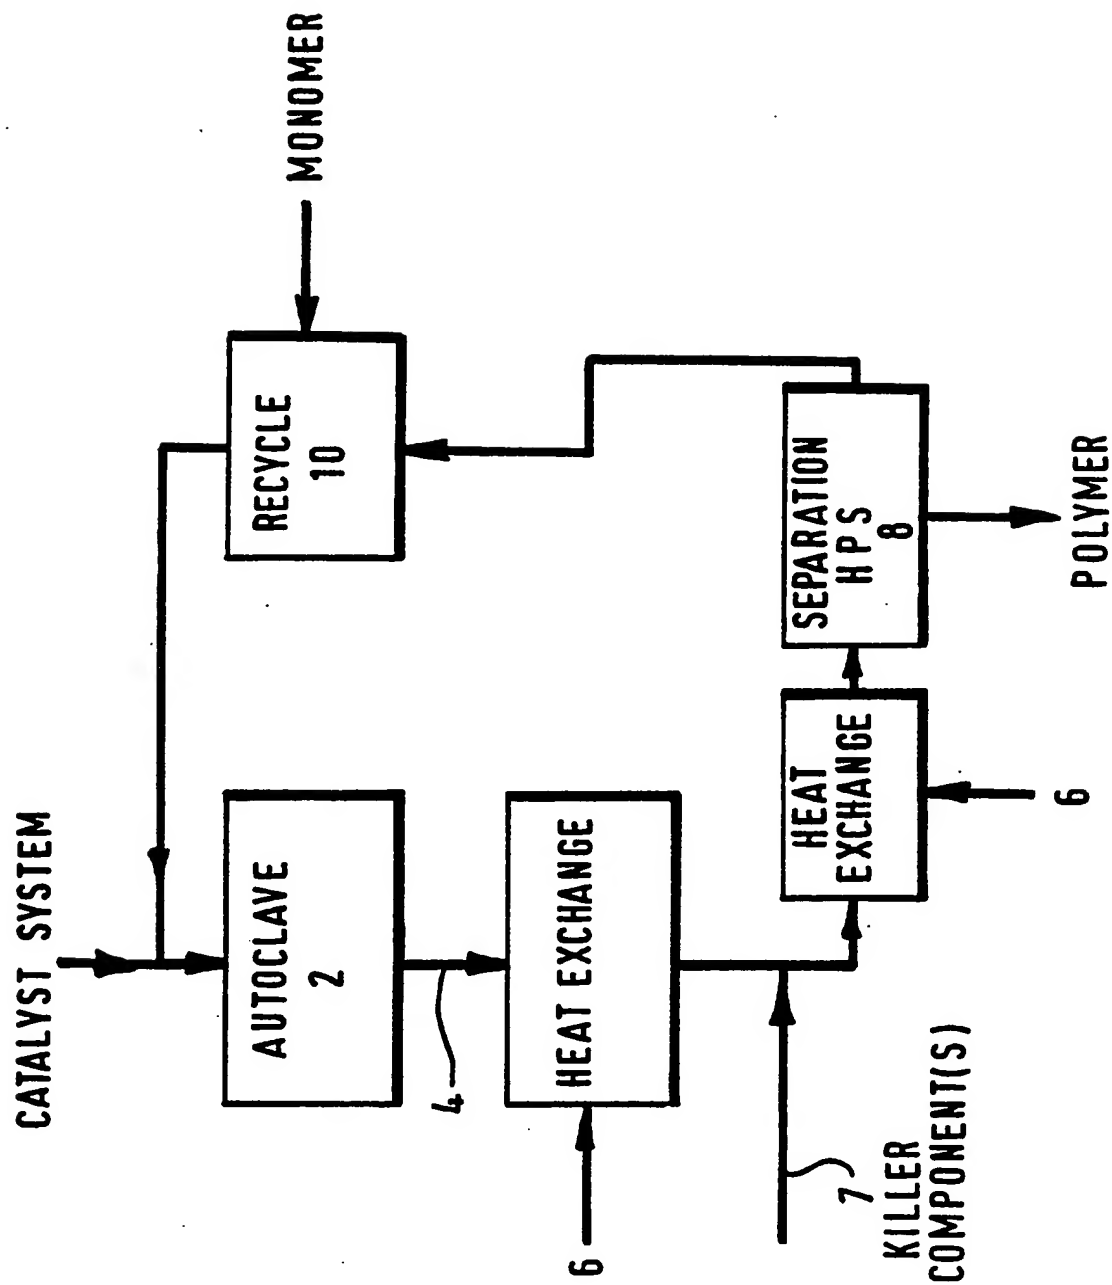 CATALYST SYSTEM
MONOMER
AUTOCLAVE
2
RECYCLE
10
4
HEAT EXCHANGE
6
7
KILLER
COMPONENT(S)
HEAT
EXCHANGE
6
SEPARATION
HPS
8
POLYMER